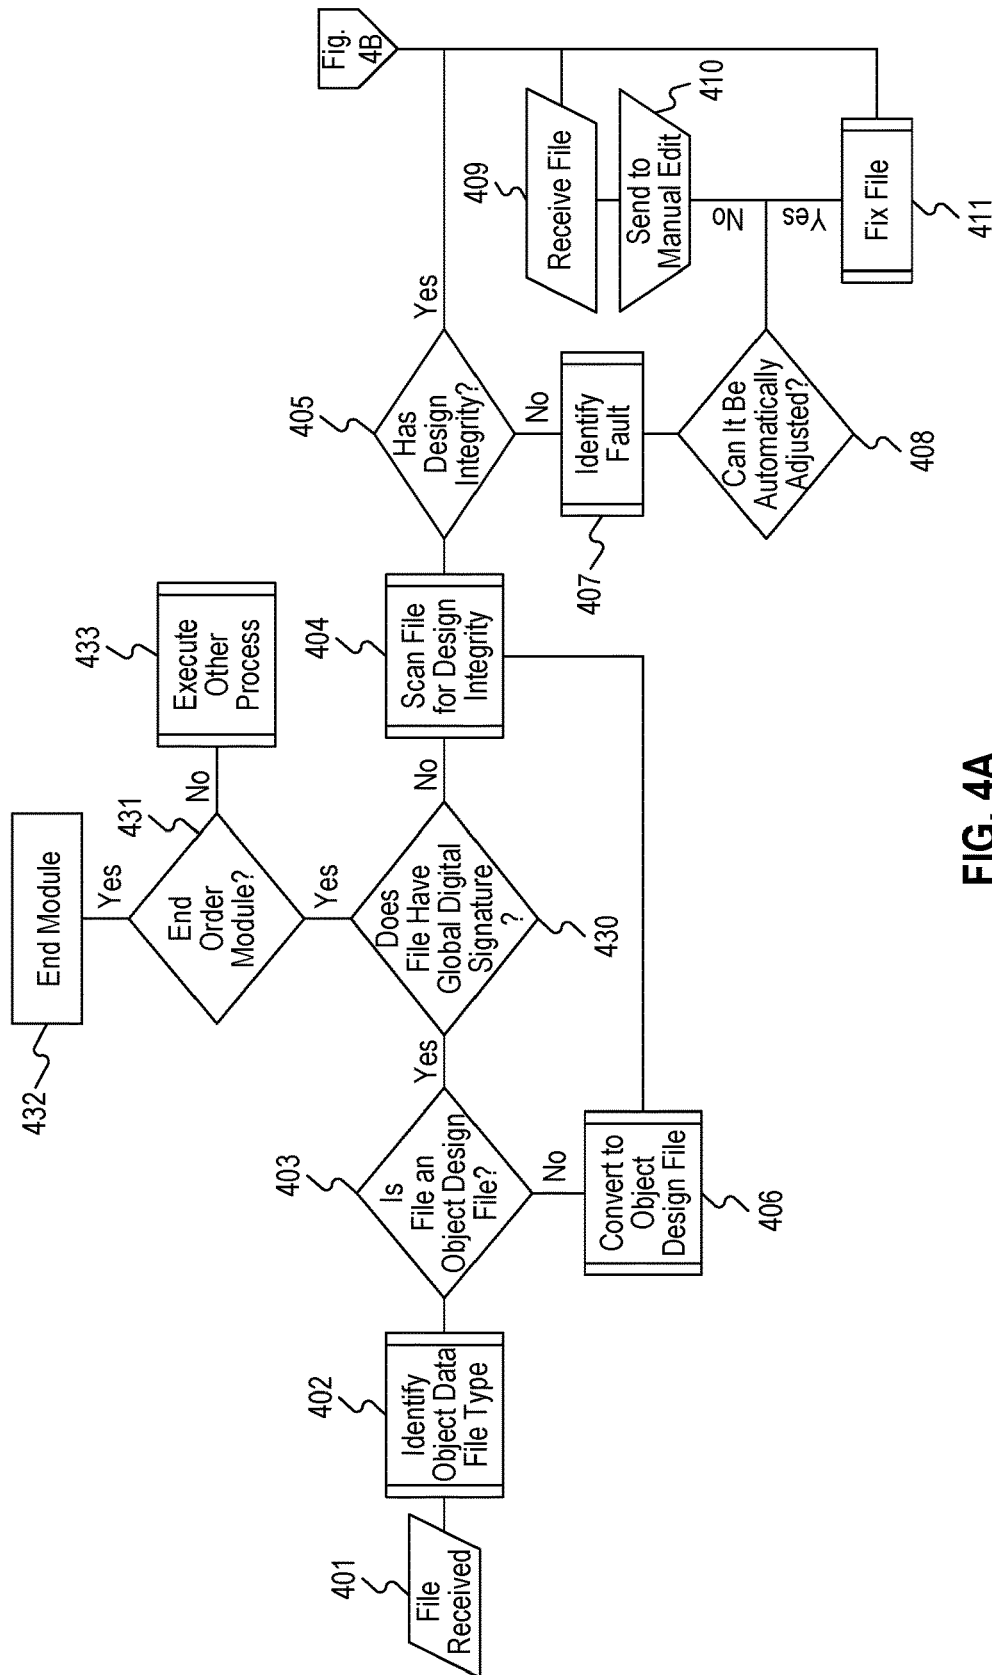 401
File
Received
402
Identify
Object Data
File Type
403
Is
File an
Object Design
File?
Yes
No
Convert to
Object
Design File
406
Does
File Have
Global Digital
Signature
?
430
Yes
No
End
Order
Module?
431
Yes
No
End Module
432
Execute
Other
Process
433
404
Scan File
for Design
Integrity
405
Has
Design
Integrity?
Yes
No
Identify
Fault
407
Can It Be
Automatically
Adjusted?
408
No
Yes
Send to
Manual Edit
410
Receive File
409
Fix File
411
Fig.
4B
FIG. 4A